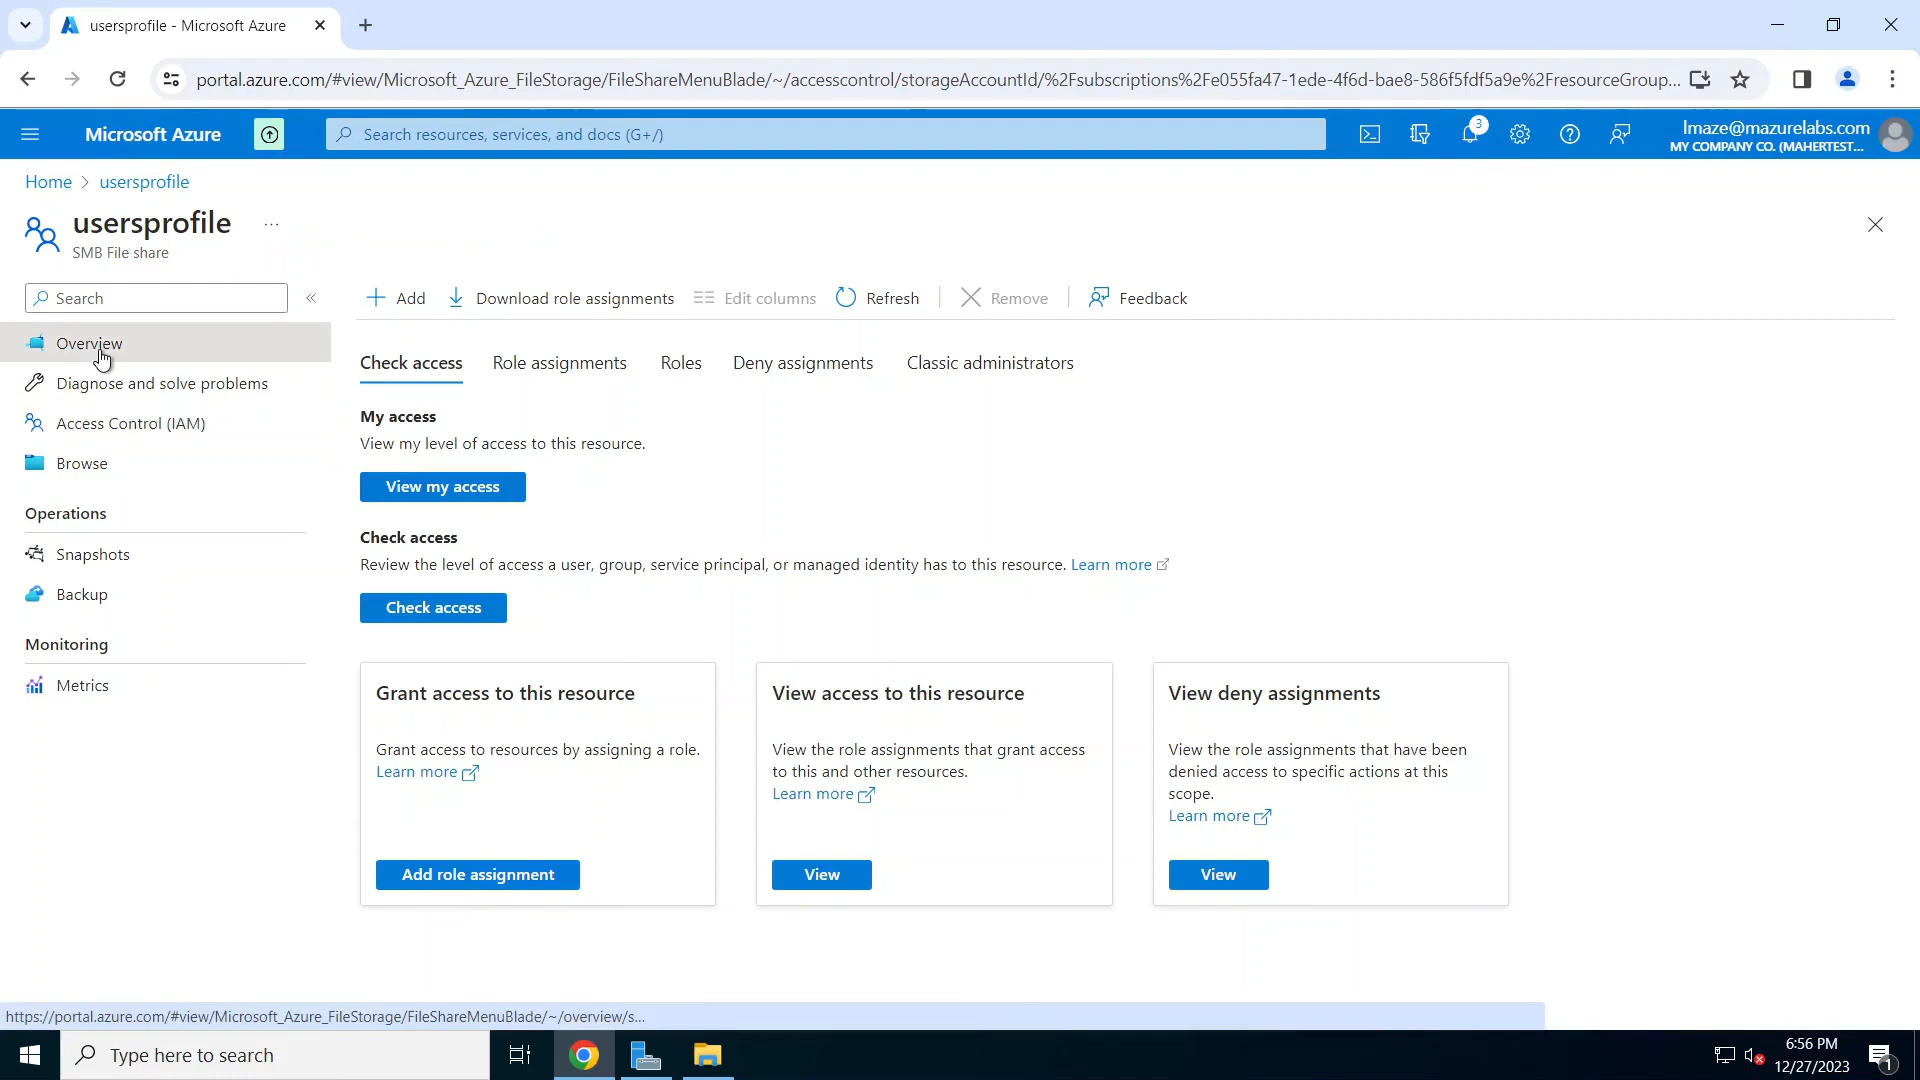 usersprofile - Microsoft Azure
portal.azure.com/#view/Microsoft_Azure_FileStorage/FileShareMenuBlade/~/accesscontrol/storageAccountId/%2Fsubscriptions%2Fe055fa47-1ede-4f6d-bae8-586f5fdf5a9e%2FresourceGroup...
Microsoft Azure
Search resources, services, and docs (G+/)
3
lmaze@mazurelabs.com
MY COMPANY CO. (MAHERTEST...
Home > usersprofile
usersprofile ...
SMB File share
Search
«
Overview
Diagnose and solve problems
Access Control (IAM)
Browse
Operations
Snapshots
Backup
Monitoring
Metrics
Add
Download role assignments
Edit columns
Refresh
Remove
Feedback
Check access
Role assignments
Roles
Deny assignments
Classic administrators
My access
View my level of access to this resource.
View my access
Check access
Review the level of access a user, group, service principal, or managed identity has to this resource. Learn more
Check access
Grant access to this resource
Grant access to resources by assigning a role.
Learn more
Add role assignment
View access to this resource
View the role assignments that grant access
to this and other resources.
Learn more
View
View deny assignments
View the role assignments that have been
denied access to specific actions at this
scope.
Learn more
View
https://portal.azure.com/#view/Microsoft_Azure_FileStorage/FileShareMenuBlade/~/overview/s...
Type here to search
6:56 PM
12/27/2023
1